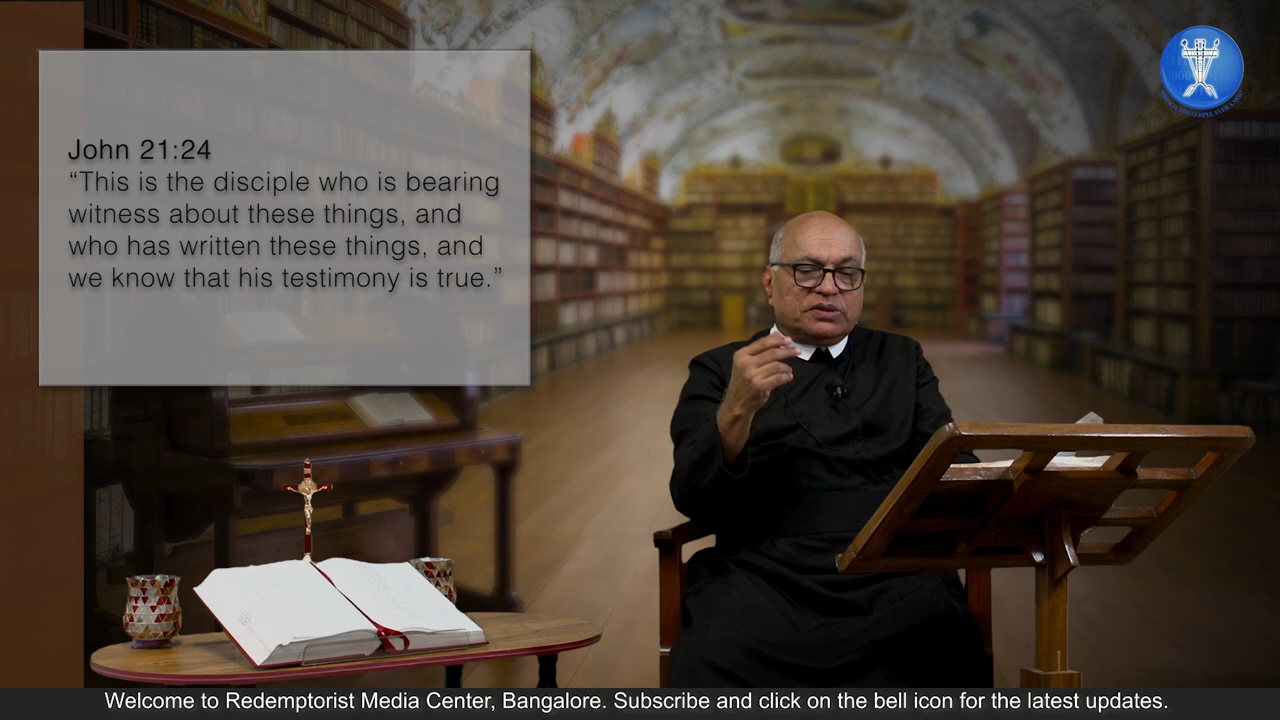 John 21:24
“This is the disciple who is bearing
witness about these things, and
who has written these things, and
we know that his testimony is true.”
Welcome to Redemptorist Media Center, Bangalore. Subscribe and click on the bell icon for the latest updates.